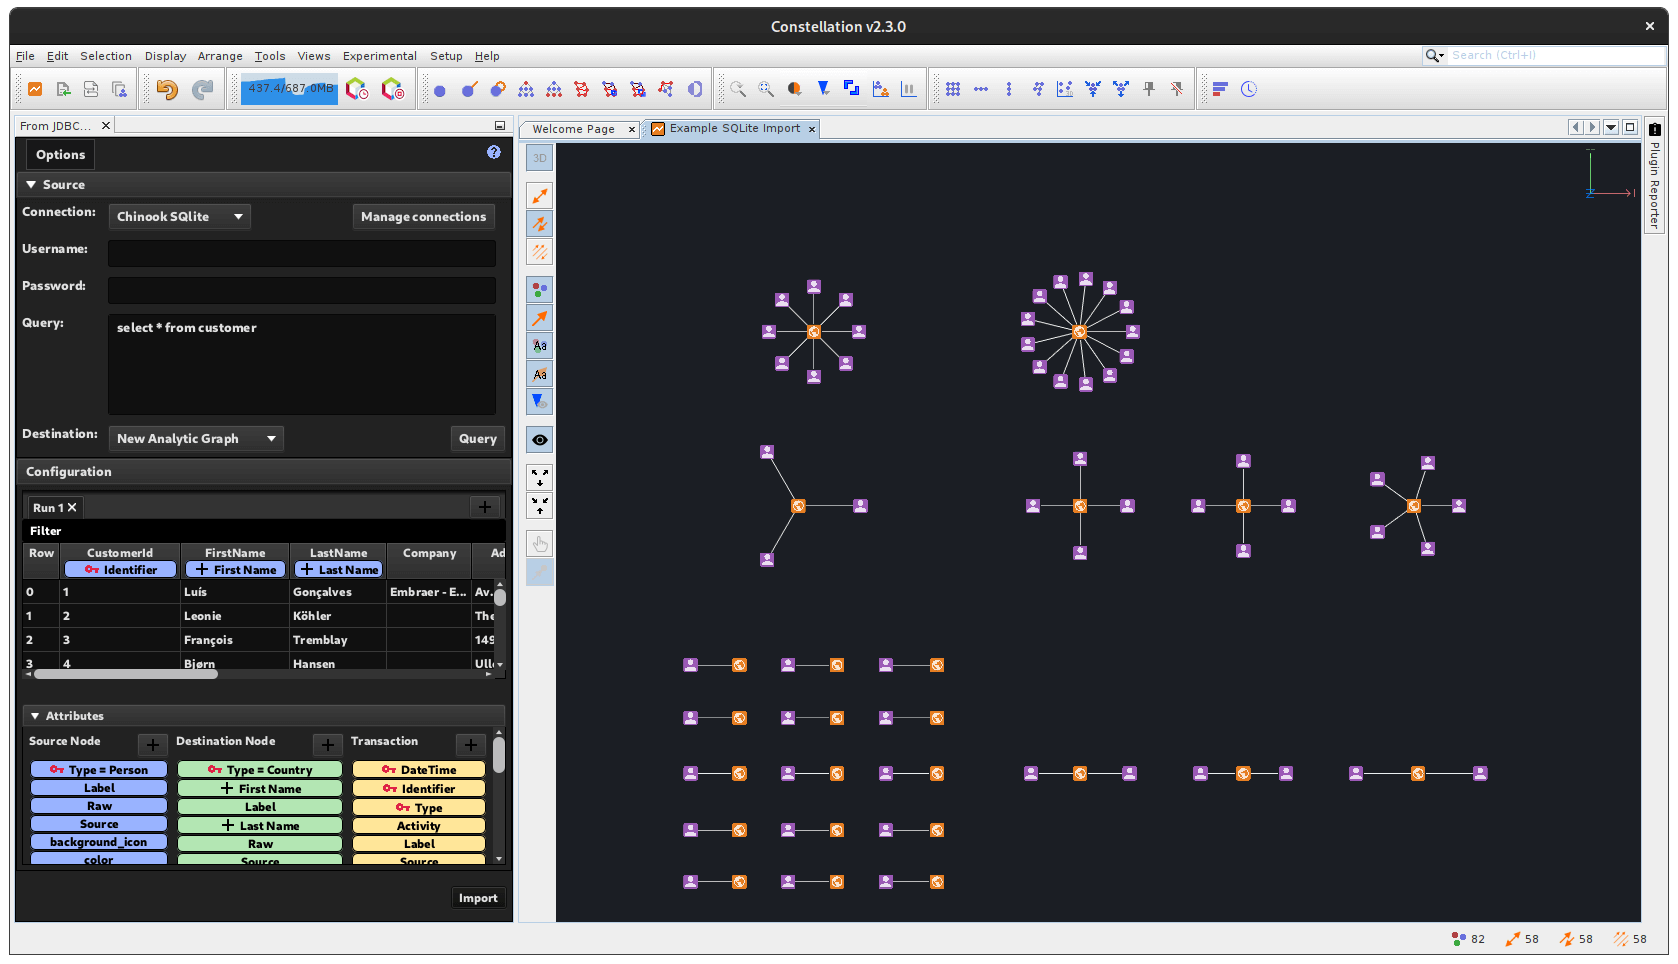 Constellation v2.3.0
File Edit Selection Display Arrange Tools Views Experimental Setup Help
Search (Ctrl+I)
437.4/687.0MB
From JDBC...
Welcome Page
Example SQLite Import
Plugin Reporter
3D
Options
Source
Connection: Chinook SQlite Manage connections
Username:
Password:
Query: select * from customer
Destination: New Analytic Graph Query
Configuration
Run 1
Filter
Row CustomerId FirstName LastName Company Ad
Identifier First Name Last Name
0 1 Luís Gonçalves Embraer - E... Av.
1 2 Leonie Köhler The
2 3 François Tremblay 149
3 4 Bjørn Hansen Ull
Attributes
Source Node Destination Node Transaction
Type = Person Type = Country DateTime
Label First Name Identifier
Raw Label Type
Source Last Name Activity
background_icon Raw Label
color Source Source
Import
Aa
Aa
82 58 58 58